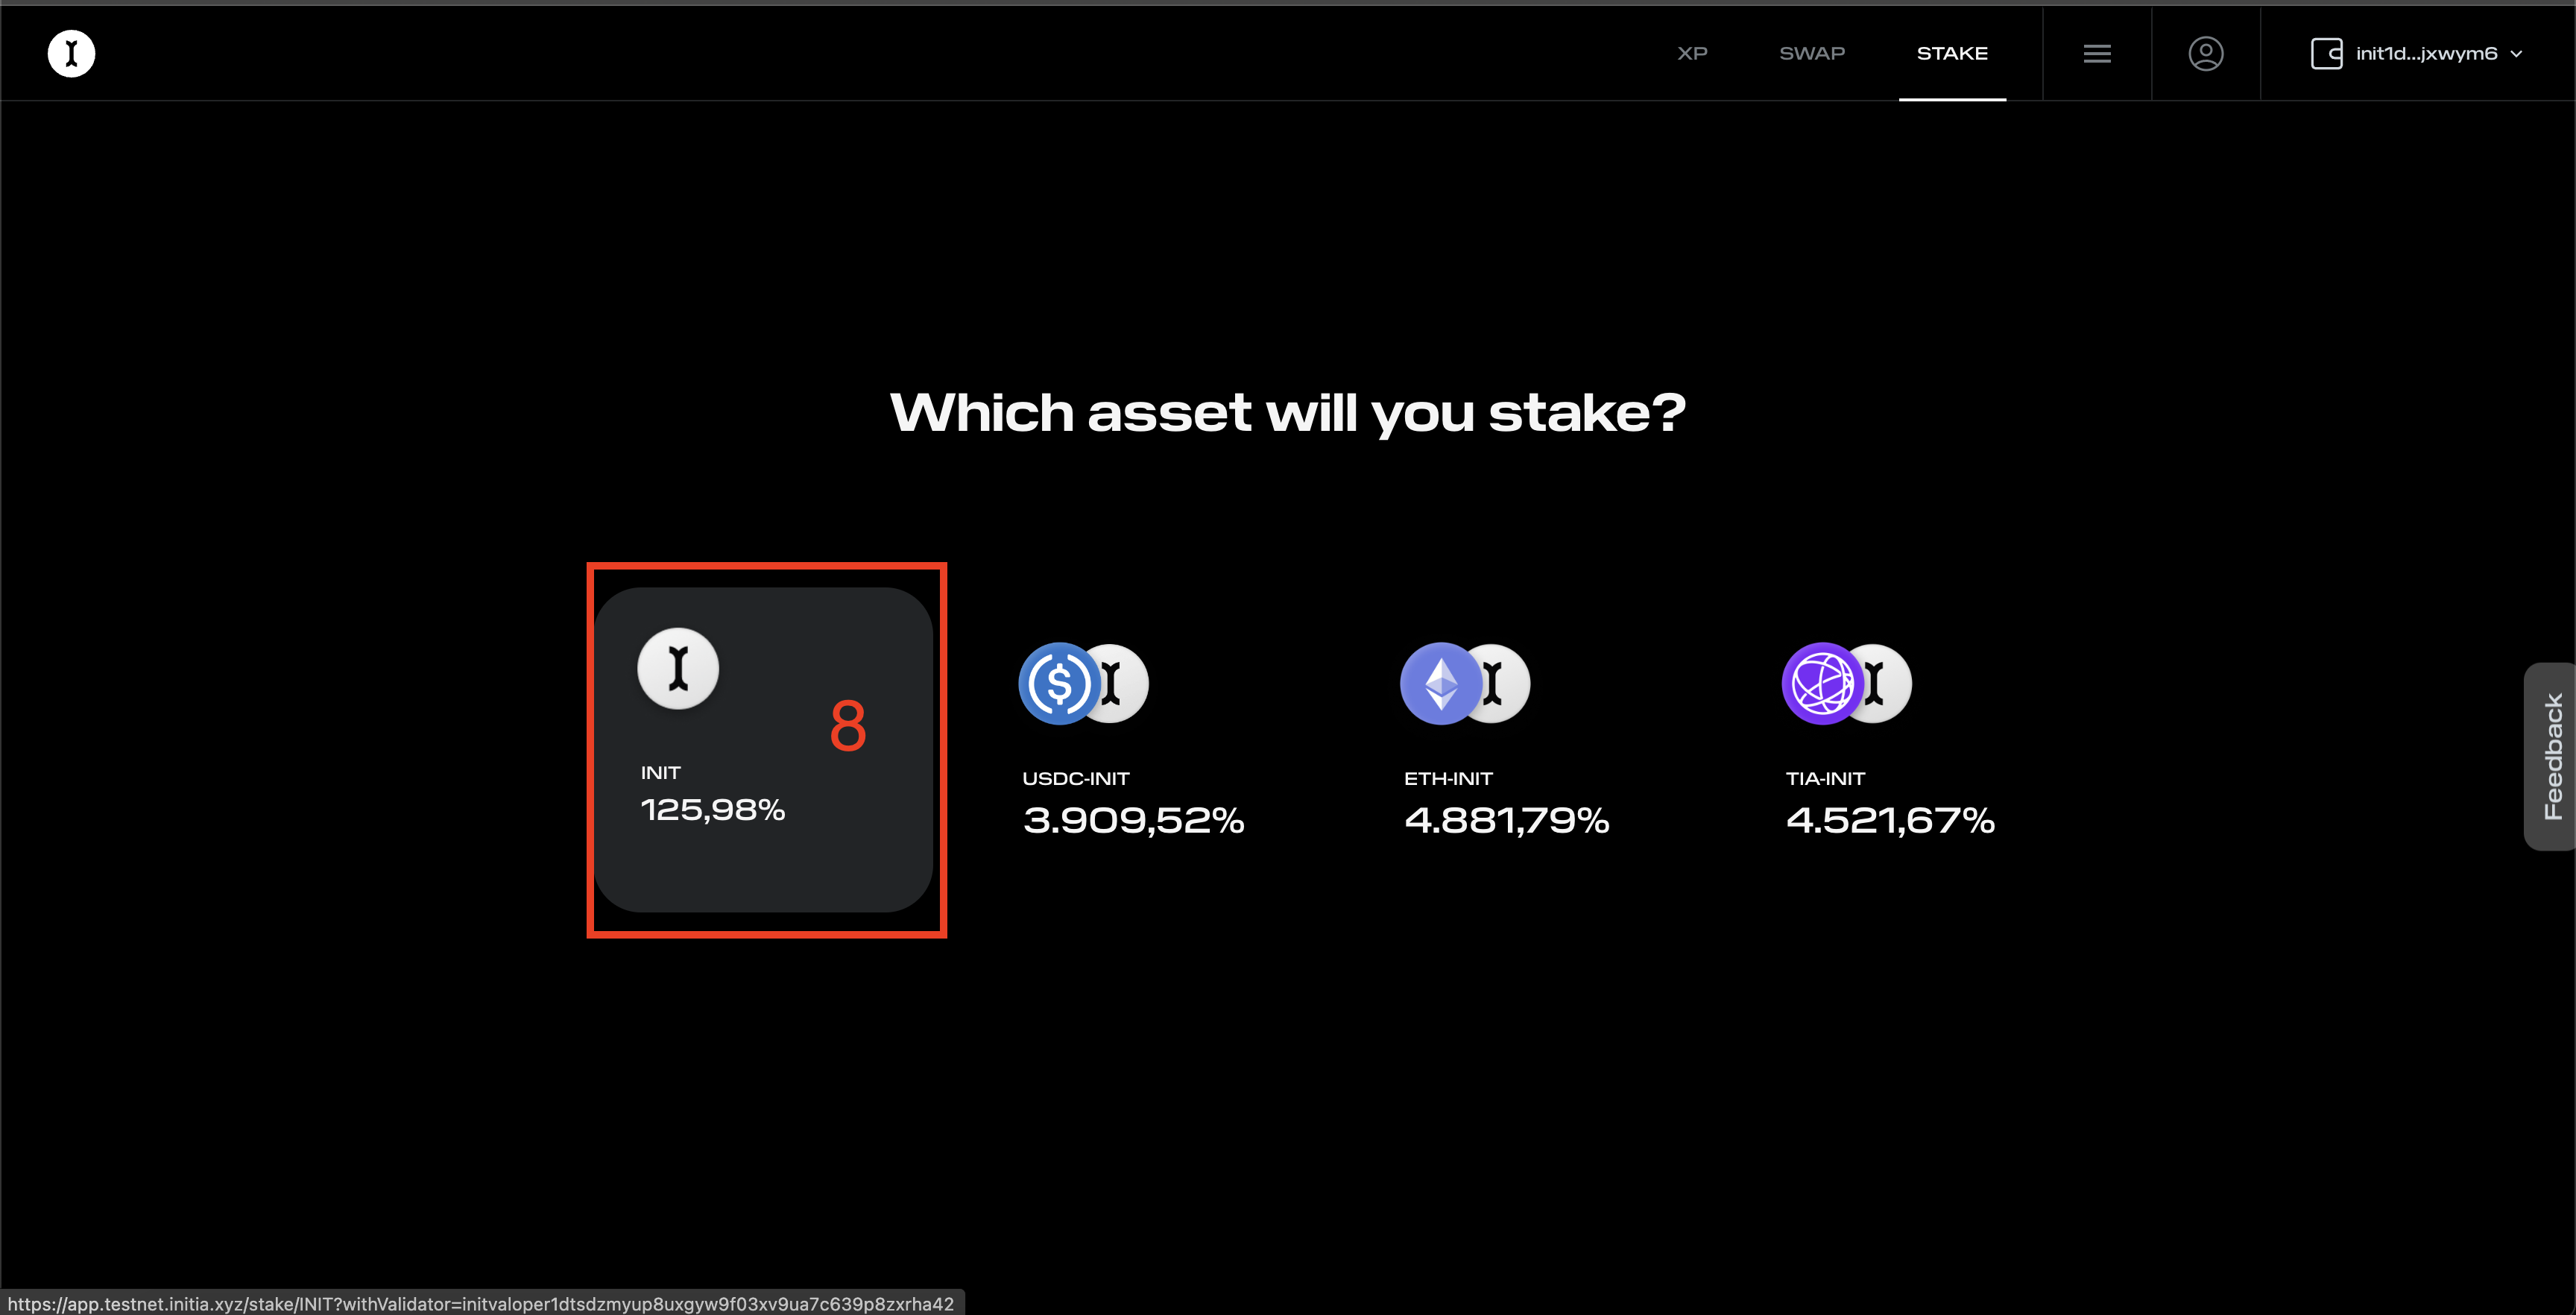 XP SWAP STAKE init1d...jxwym6
Which asset will you stake?
8
INIT
125,98%
USDC-INIT
3.909,52%
ETH-INIT
4.881,79%
TIA-INIT
4.521,67%
Feedback
https://app.testnet.initia.xyz/stake/INIT?withValidator=initvaloper1dtsdzmyup8uxgyw9f03xv9ua7c639p8zxrha42